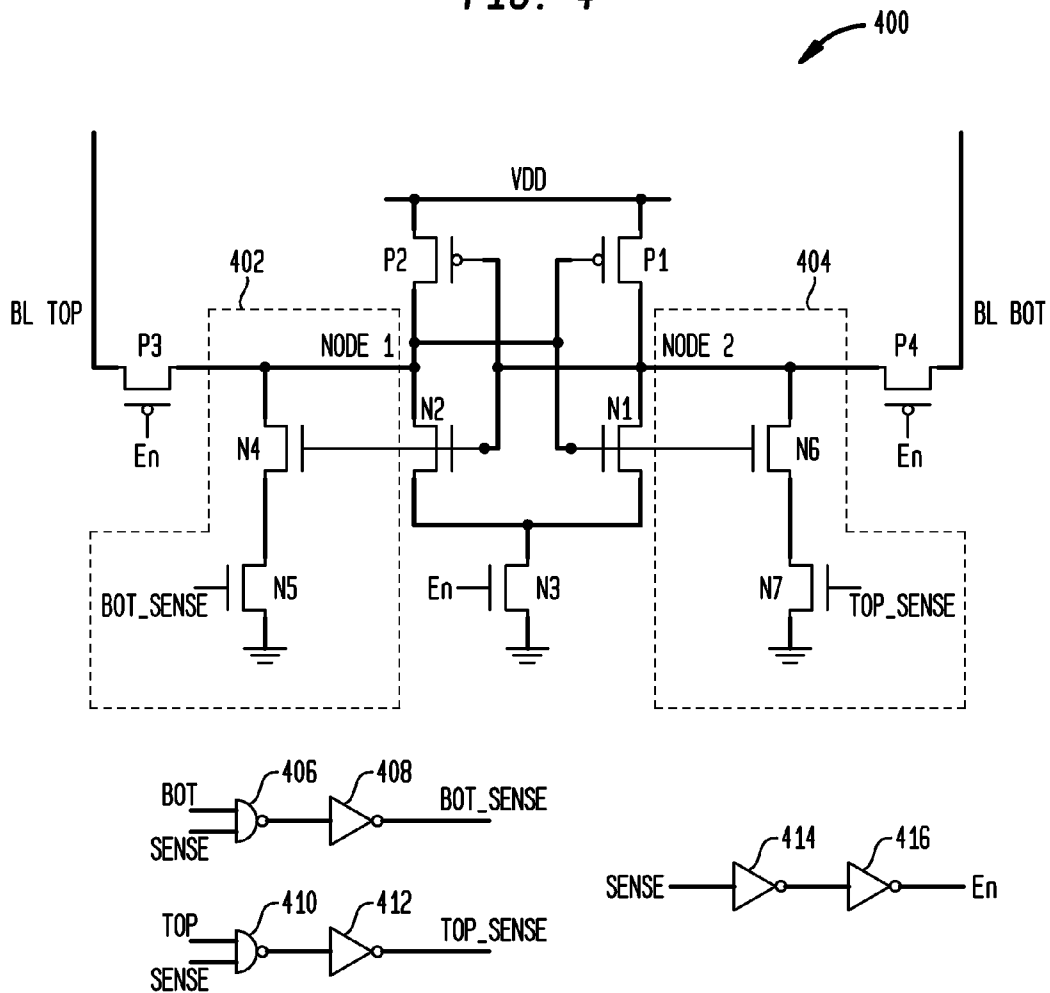 FIG. 4
400
VDD
P2
P1
402
404
BL TOP
BL BOT
P3
NODE 1
NODE 2
P4
N2
N1
En
N4
N6
En
BOT_SENSE
N5
En
N3
N7
TOP_SENSE
406
408
BOT
BOT_SENSE
SENSE
414
416
SENSE
En
410
412
TOP
TOP_SENSE
SENSE